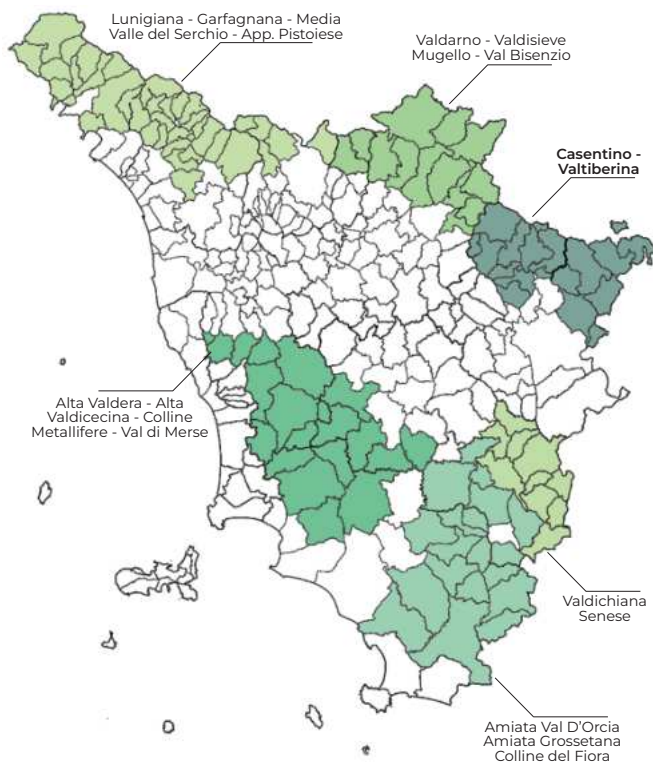 Lunigiana - Garfagnana - Media
Valle del Serchio - App. Pistoiese
Valdarno - Valdisieve
Mugello - Val Bisenzio
Casentino -
Valtiberina
Alta Valdera - Alta
Valdicecina - Colline
Metallifere - Val di Merse
Valdichiana
Senese
Amiata Val D'Orcia
Amiata Grossetana
Colline del Fiora